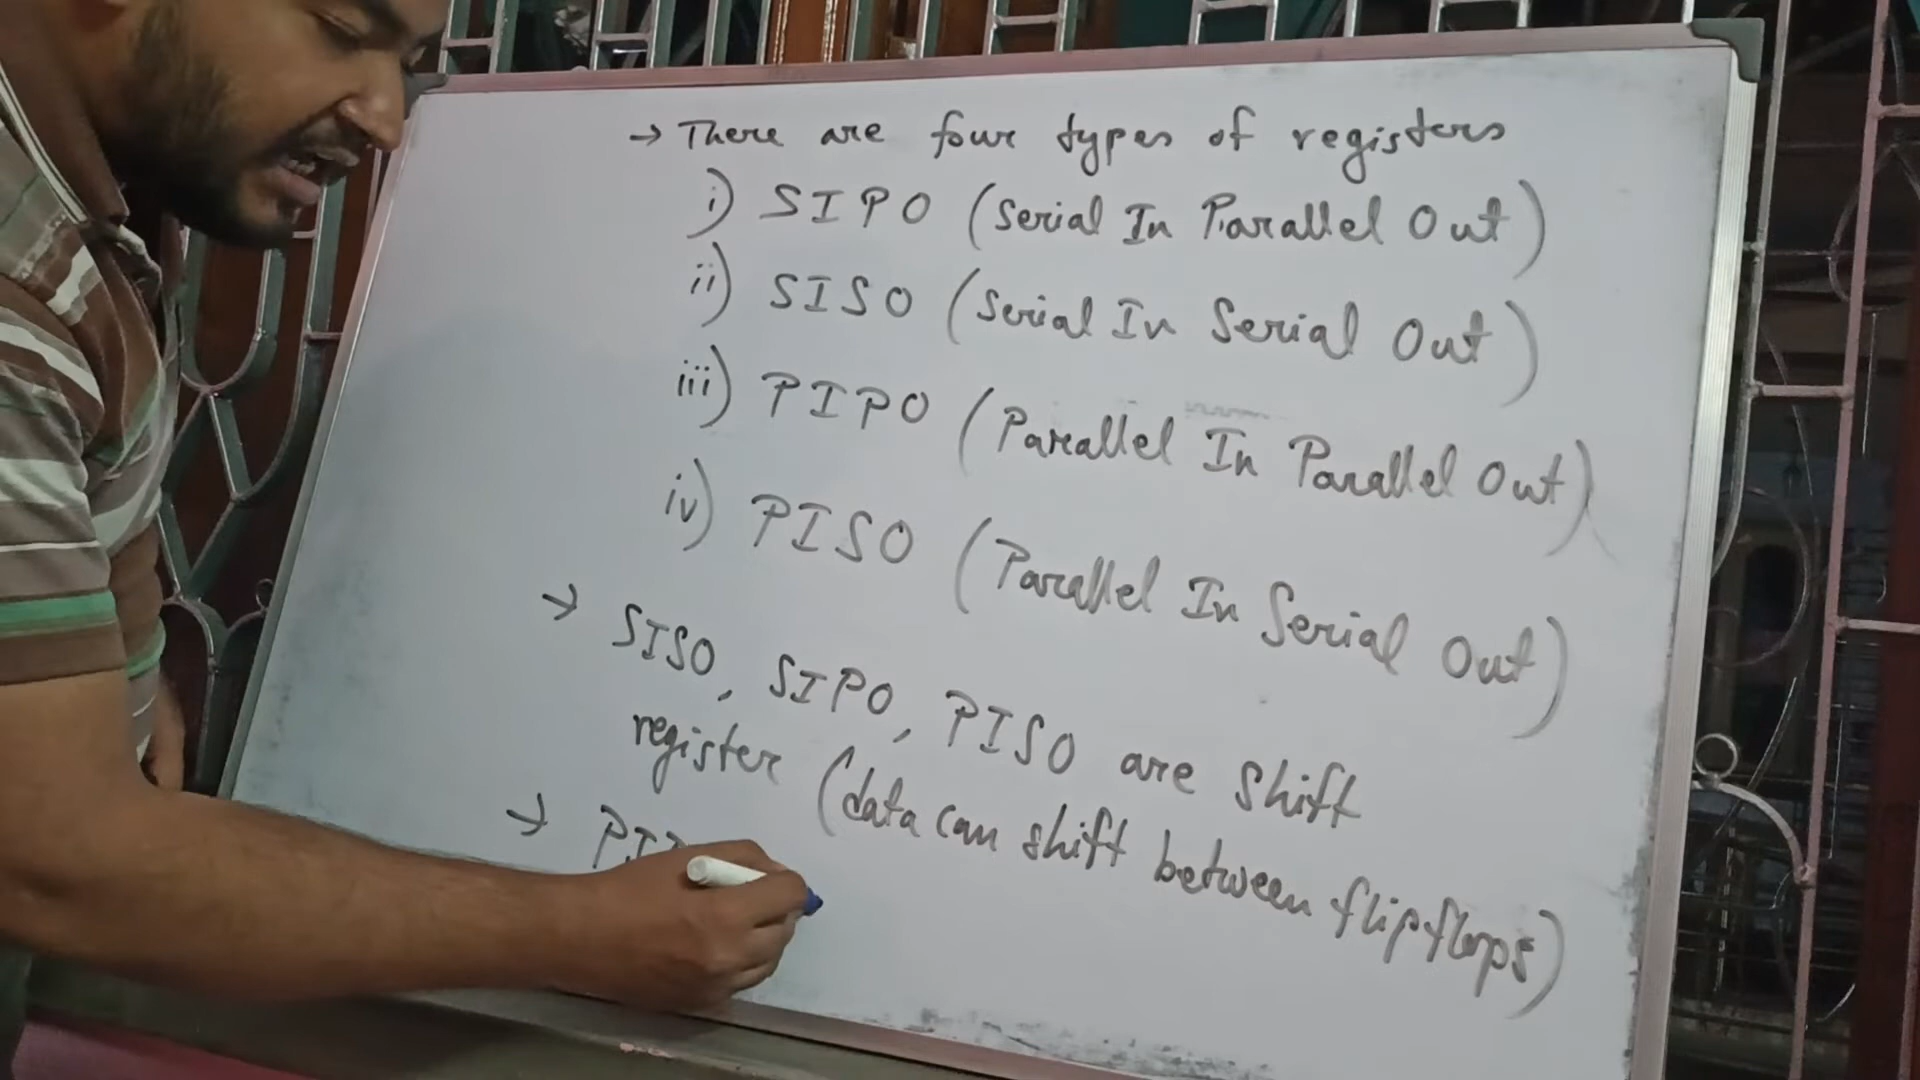 → There are four types of registers
i) SIPO (Serial In Parallel Out)
ii) SISO (Serial In Serial Out)
iii) PIPO (Parallel In Parallel Out)
iv) PISO (Parallel In Serial Out)
→ SISO, SIPO, PISO are shift
register (data can shift between flipflops)
→